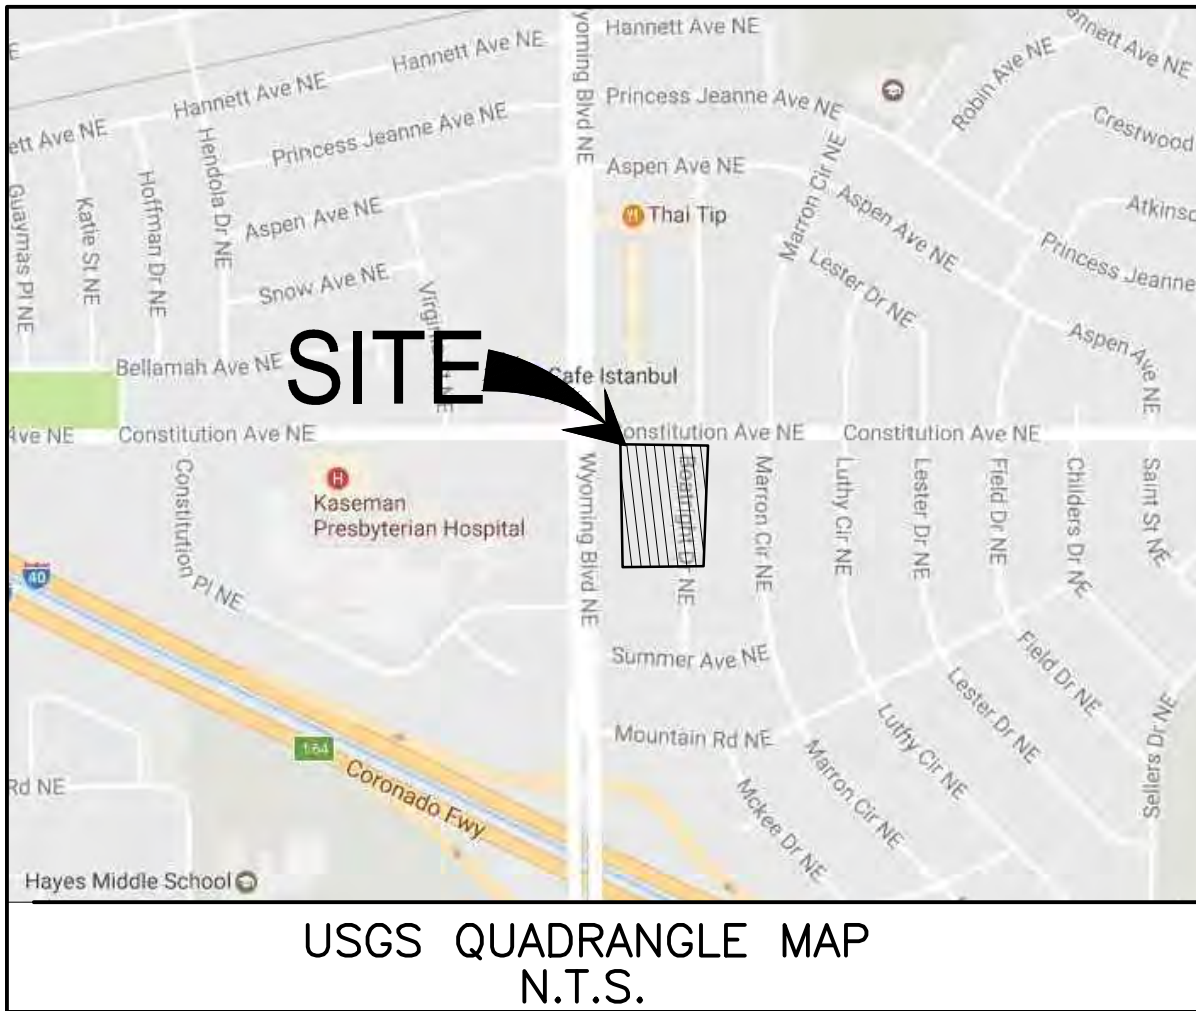 Hannett Ave NE
Hannett Ave NE
Hannett Ave NE
ett Ave NE
yoming Blvd NE
Princess Jeanne Ave NE
Princess Jeanne Ave NE
Robin Ave NE
annett Ave NE
Crestwood
Hendola Dr NE
Hoffman Dr NE
Katie St NE
Guaymas Pl NE
Aspen Ave NE
Aspen Ave NE
Marron Cir NE
Aspen Ave NE
Atkinso
Thai Tip
Princess Jeanne
Snow Ave NE
Lester Dr NE
Aspen Ave NE
Bellamah Ave NE
SITE
Cafe Istanbul
Ave NE
Constitution Ave NE
onstitution Ave NE
Constitution Ave NE
H
Kaseman
Presbyterian Hospital
Constitution Pl NE
Wyoming Blvd NE
Boatright Dr NE
Marron Cir NE
Luthy Cir NE
Lester Dr NE
Field Dr NE
Childers Dr NE
Saint St NE
40
Summer Ave NE
Field Dr NE
Lester Dr NE
Luthy Cir NE
Mountain Rd NE
Marron Cir NE
Sellers Dr NE
164
Coronado Fwy
Rd NE
Mckee Dr NE
Hayes Middle School
USGS QUADRANGLE MAP
N.T.S.